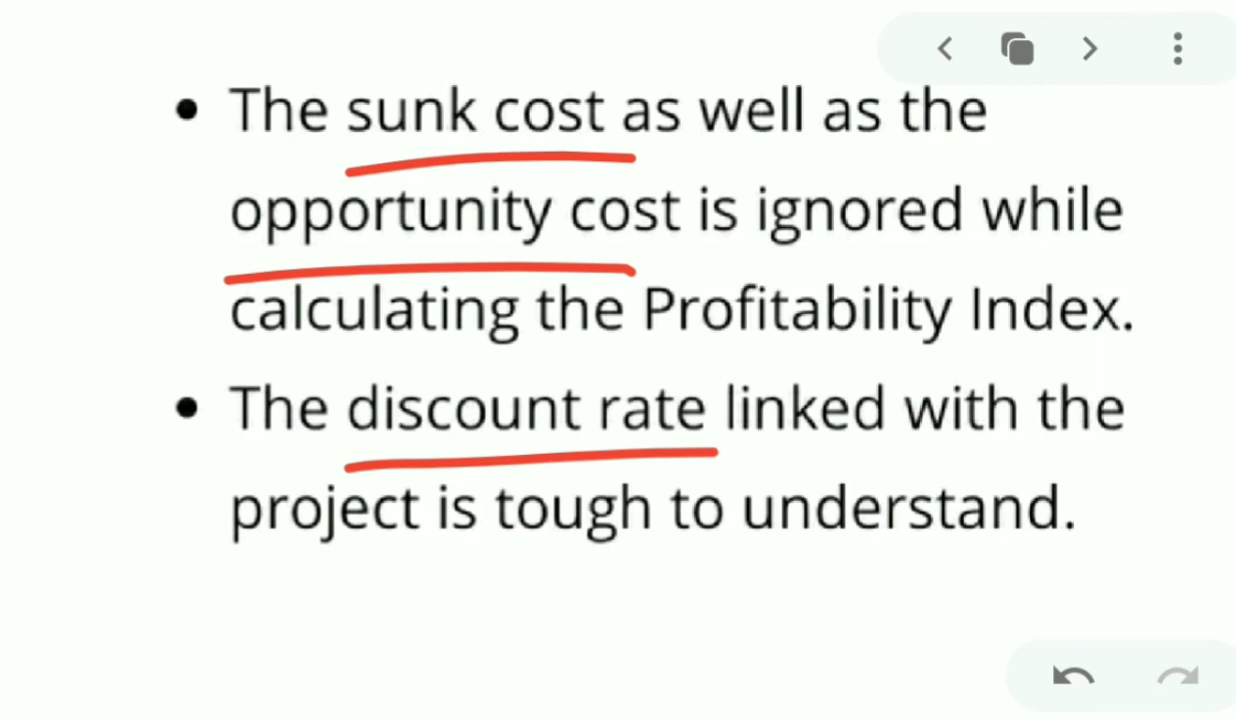 • The sunk cost as well as the
opportunity cost is ignored while
calculating the Profitability Index.
• The discount rate linked with the
project is tough to understand.